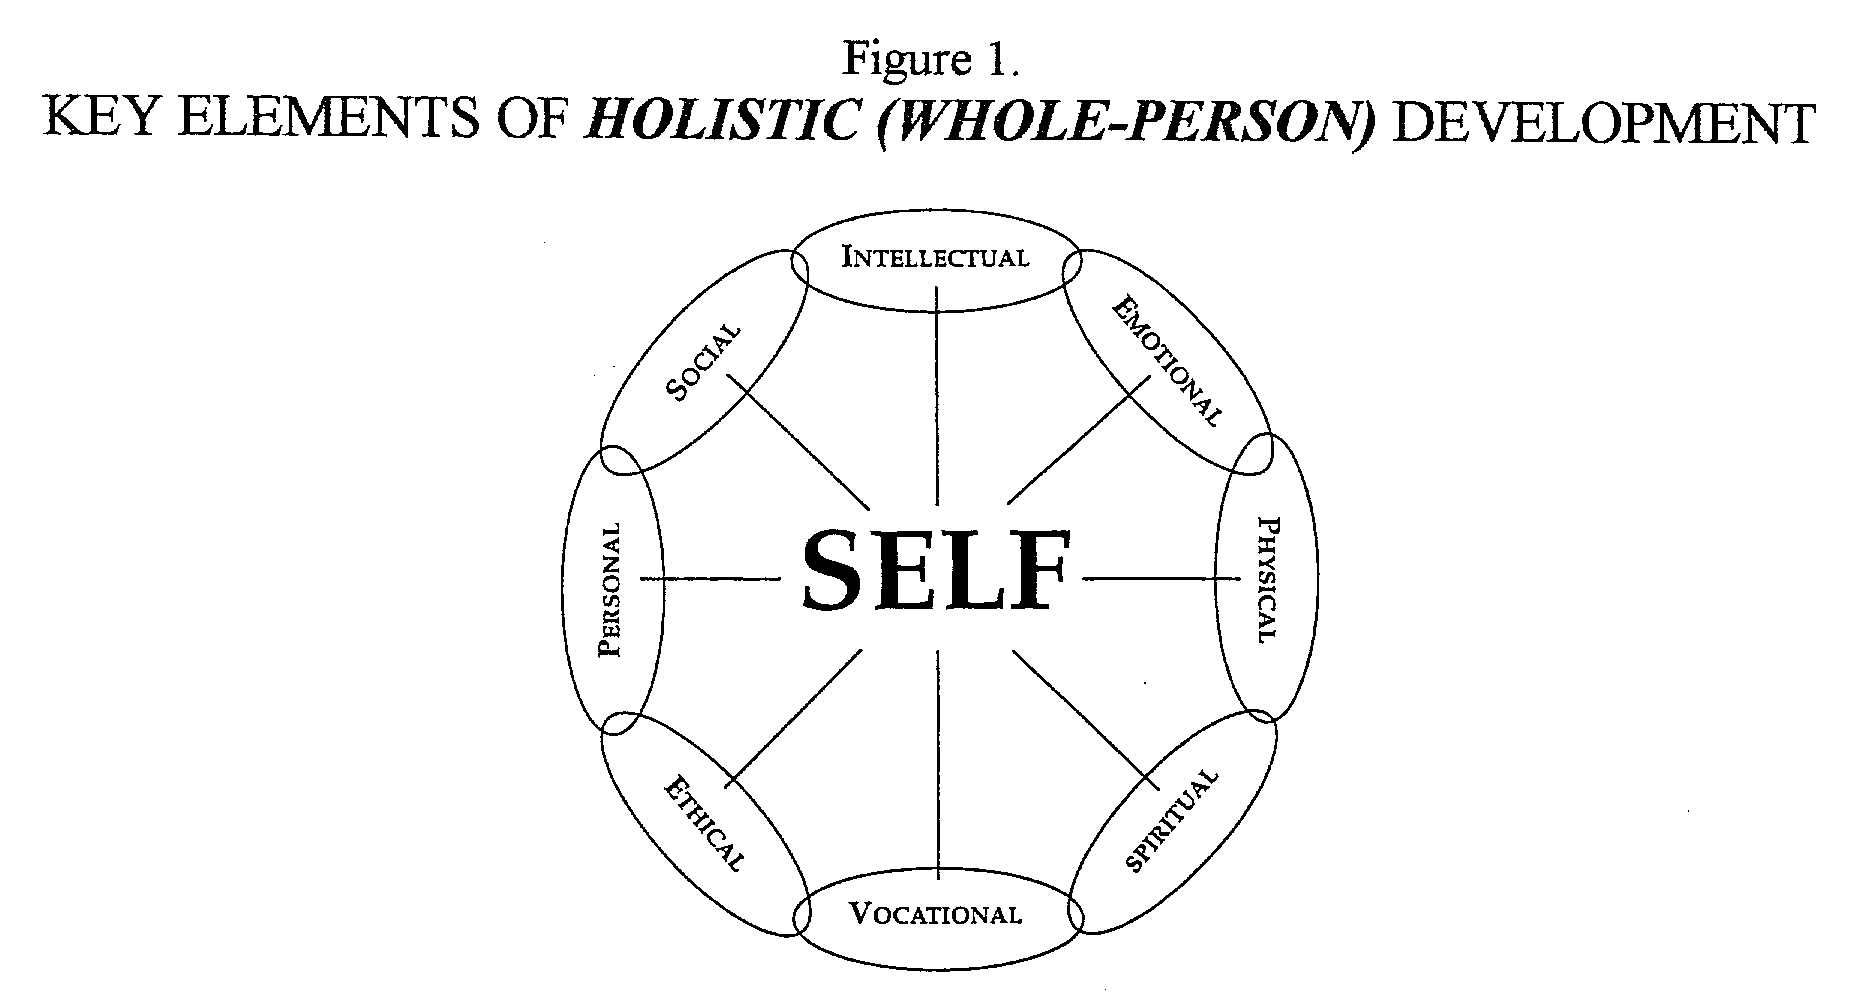 Figure 1.
KEY ELEMENTS OF HOLISTIC (WHOLE-PERSON) DEVELOPMENT
INTELLECTUAL
EMOTIONAL
SOCIAL
PERSONAL
SELF
PHYSICAL
ETHICAL
SPIRITUAL
VOCATIONAL